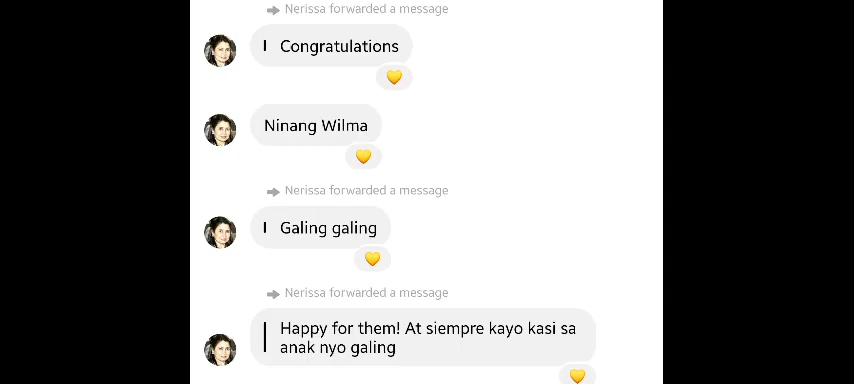 Nerissa forwarded a message
Congratulations
Ninang Wilma
Nerissa forwarded a message
Galing galing
Nerissa forwarded a message
Happy for them! At siempre kayo kasi sa
anak nyo galing